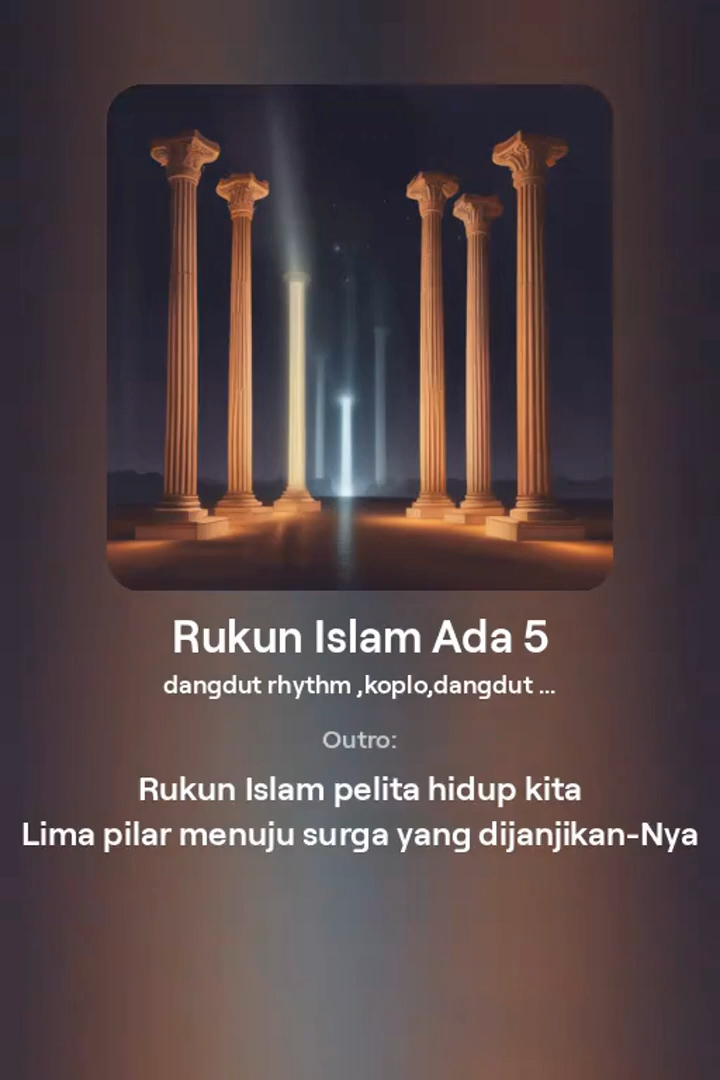 Rukun Islam Ada 5
dangdut rhythm ,koplo,dangdut ...
Outro:
Rukun Islam pelita hidup kita
Lima pilar menuju surga yang dijanjikan-Nya